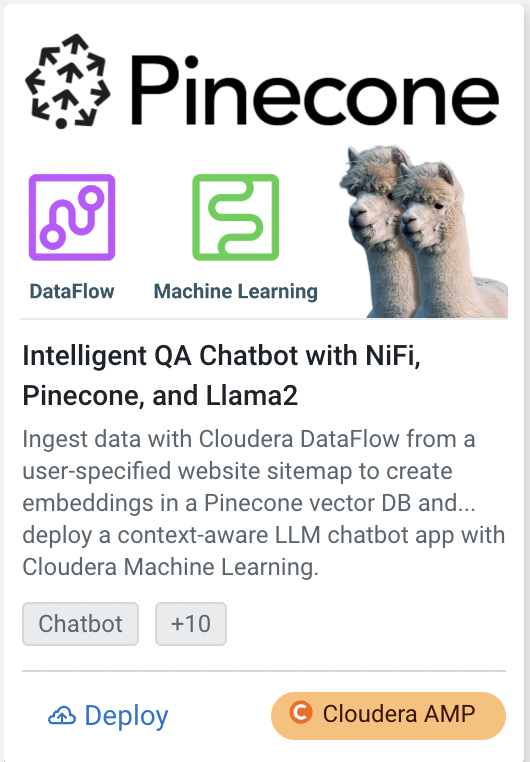 Pinecone
DataFlow
Machine Learning
Intelligent QA Chatbot with NiFi,
Pinecone, and Llama2
Ingest data with Cloudera DataFlow from a
user-specified website sitemap to create
embeddings in a Pinecone vector DB and...
deploy a context-aware LLM chatbot app with
Cloudera Machine Learning.
Chatbot
+10
Deploy
C Cloudera AMP